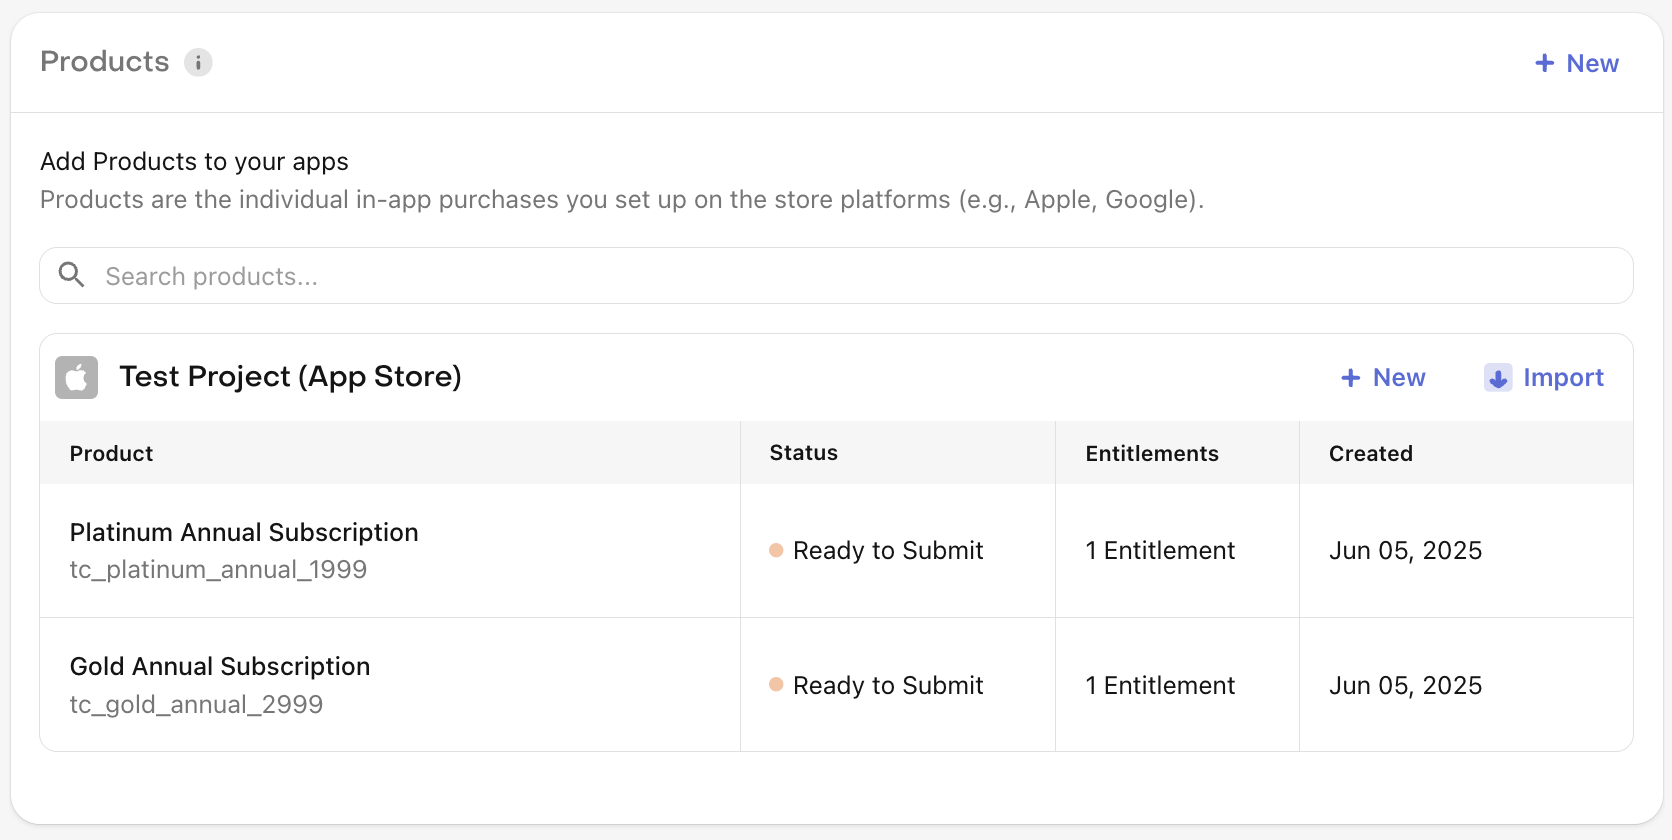 Products
+ New
Add Products to your apps
Products are the individual in-app purchases you set up on the store platforms (e.g., Apple, Google).
Search products...
Test Project (App Store)
+ New
Import
Product
Status
Entitlements
Created
Platinum Annual Subscription
tc_platinum_annual_1999
Ready to Submit
1 Entitlement
Jun 05, 2025
Gold Annual Subscription
tc_gold_annual_2999
Ready to Submit
1 Entitlement
Jun 05, 2025